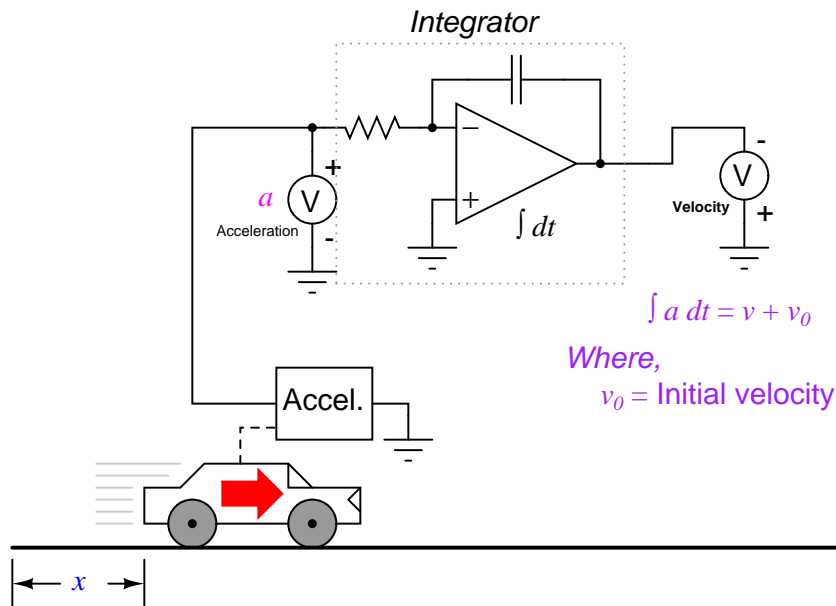 Integrator
−
+
-
V
a
V
Acceleration
-
+
∫ dt
Velocity
+
∫ a dt = v + v₀
Where,
v₀ = Initial velocity
Accel.
x